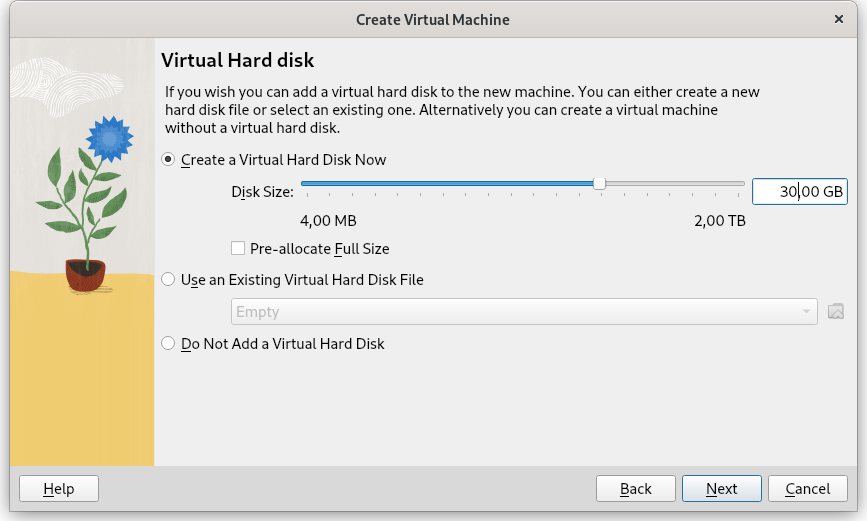 Create Virtual Machine
Virtual Hard disk
If you wish you can add a virtual hard disk to the new machine. You can either create a new
hard disk file or select an existing one. Alternatively you can create a virtual machine
without a virtual hard disk.
Create a Virtual Hard Disk Now
Disk Size:
30,00 GB
4,00 MB
2,00 TB
Pre-allocate Full Size
Use an Existing Virtual Hard Disk File
Empty
Do Not Add a Virtual Hard Disk
Help
Back
Next
Cancel